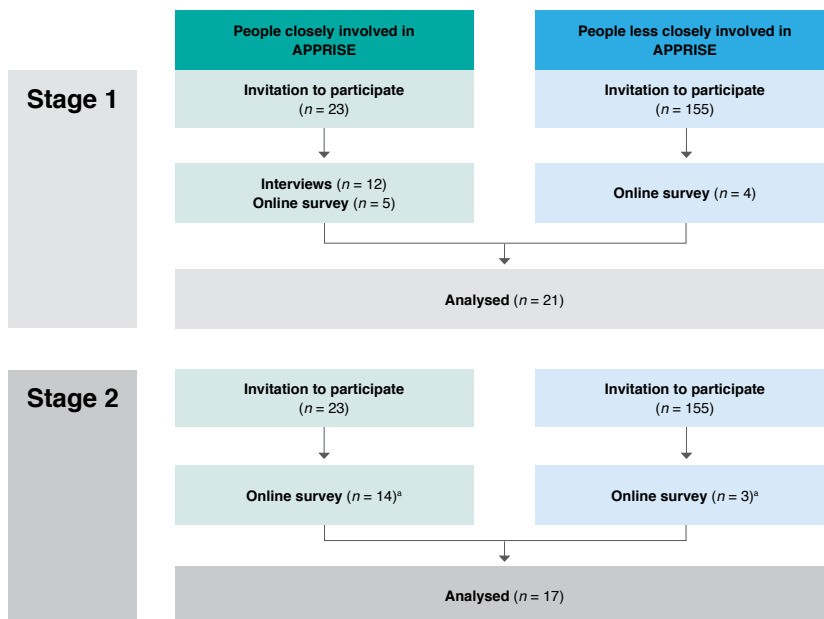 People closely involved in
APPRISE
People less closely involved in
APPRISE
Stage 1
Invitation to participate
(n = 23)
Invitation to participate
(n = 155)
Interviews (n = 12)
Online survey (n = 5)
Online survey (n = 4)
Analysed (n = 21)
Stage 2
Invitation to participate
(n = 23)
Invitation to participate
(n = 155)
Online survey (n = 14)ᵃ
Online survey (n = 3)ᵃ
Analysed (n = 17)